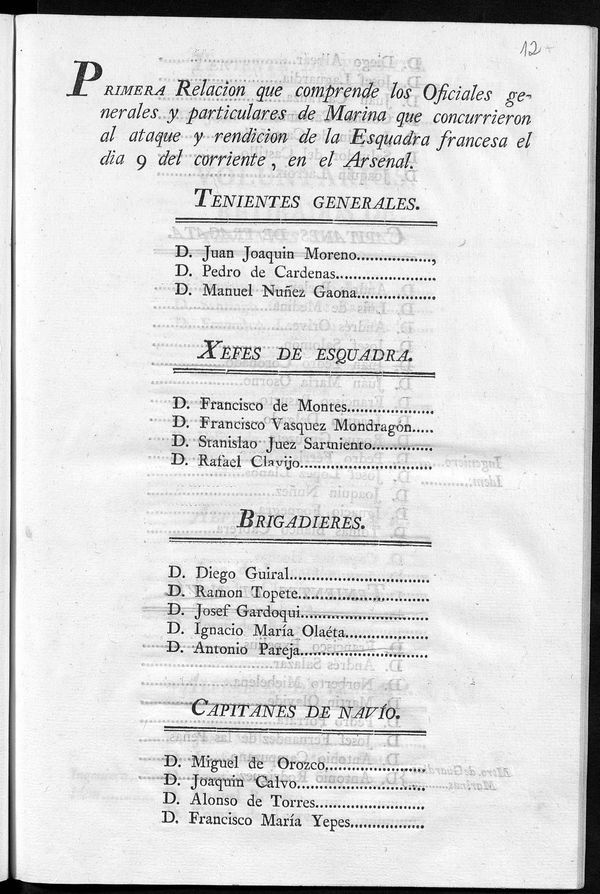 12
PRIMERA Relacion que comprende los Oficiales ge-
nerales y particulares de Marina que concurrieron
al ataque y rendicion de la Esquadra francesa el
dia 9 del corriente, en el Arsenal.
TENIENTES GENERALES.
D. Juan Joaquin Moreno................,
D. Pedro de Cardenas.....................
D. Manuel Nuñez Gaona..................
XEFES DE ESQUADRA.
D. Francisco de Montes...................
D. Francisco Vasquez Mondragon.....
D. Stanislao Juez Sarmiento.............
D. Rafael Clavijo..............................
BRIGADIERES.
D. Diego Guiral................................
D. Ramon Topete..............................
D. Josef Gardoqui.............................
D. Ignacio María Olaéta...................
D. Antonio Pareja.............................
CAPITANES DE NAVÍO.
D. Miguel de Orozco.......................
D. Joaquin Calvo.............................
D. Alonso de Torres.........................
D. Francisco María Yepes.................